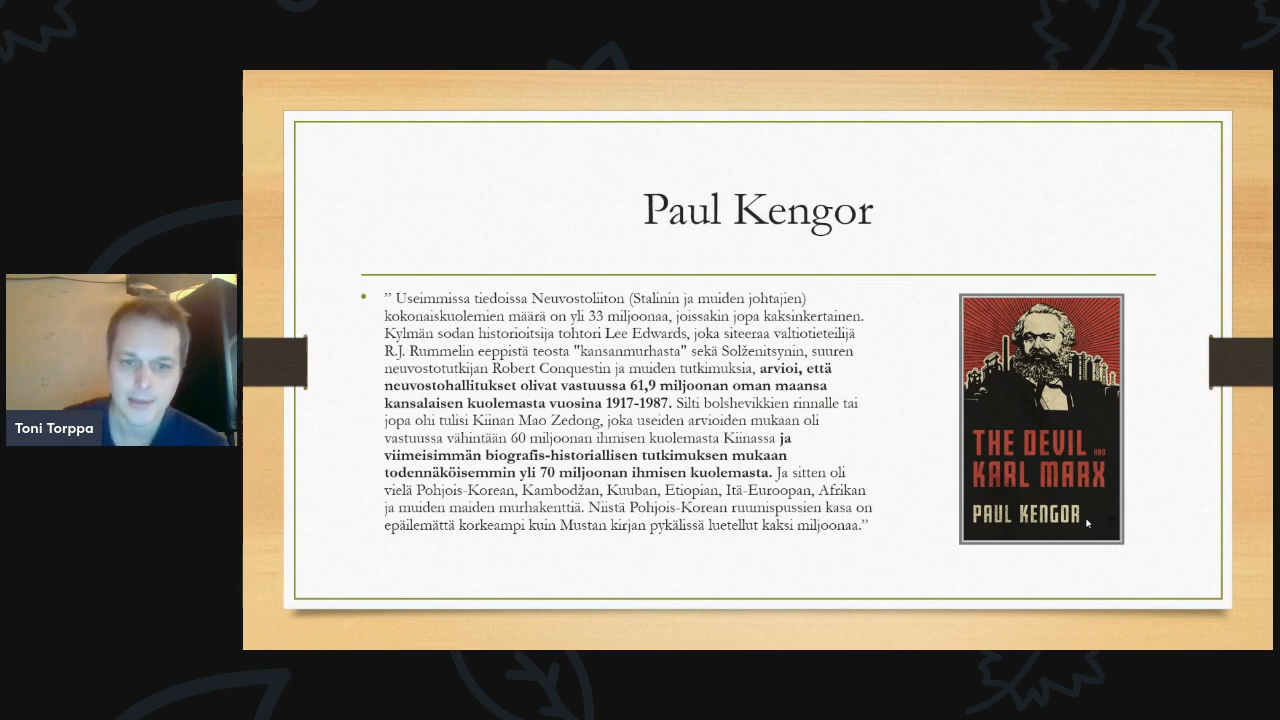 Paul Kengor
” Useimmissa tiedoissa Neuvostoliiton (Stalinin ja muiden johtajien)
kokonaiskuolemien määrä on yli 33 miljoonaa, joissakin jopa kaksinkertainen.
Kylmän sodan historioitsija tohtori Lee Edwards, joka siteeraa valtiotieteilijä
R.J. Rummelin eeppistä teosta "kansanmurhasta" sekä Solženitsynin, suuren
neuvostotutkijan Robert Conquestin ja muiden tutkimuksia, arvioi, että
neuvostohallitukset olivat vastuussa 61,9 miljoonan oman maansa
kansalaisen kuolemasta vuosina 1917-1987. Silti bolshevikkien rinnalle tai
jopa ohi tulisi Kiinan Mao Zedong, joka useiden arvioiden mukaan oli
vastuussa vähintään 60 miljoonan ihmisen kuolemasta Kiinassa ja
viimeisimmän biografis-historiallisen tutkimuksen mukaan
todennäköisemmin yli 70 miljoonan ihmisen kuolemasta. Ja sitten oli
vielä Pohjois-Korean, Kambodžan, Kuuban, Etiopian, Itä-Euroopan, Afrikan
ja muiden maiden murhakenttiä. Niistä Pohjois-Korean ruumispussien kasa on
epäilemättä korkeampi kuin Mustan kirjan pykälissä luetellut kaksi miljoonaa.”
THE DEVIL AND
KARL MARX
PAUL KENGOR
Toni Torppa